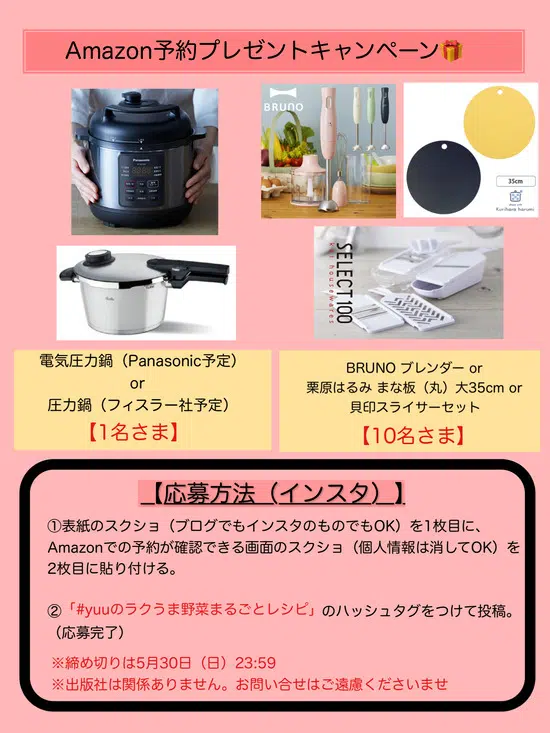 Amazon予約プレゼントキャンペーン🎁
Panasonic
BRUNO
35cm
kurihara harumi
SELECT100
kai housewares
電気圧力鍋（Panasonic予定）
or
圧力鍋（フィスラー社予定）
【1名さま】
BRUNO ブレンダー or
栗原はるみ まな板（丸）大35cm or
貝印スライサーセット
【10名さま】
【応募方法（インスタ）】
①表紙のスクショ（ブログでもインスタのものでもOK）を1枚目に、
Amazonでの予約が確認できる画面のスクショ（個人情報は消してOK）を
2枚目に貼り付ける。
②「#yuuのラクうま野菜まるごとレシピ」のハッシュタグをつけて投稿。
（応募完了）
※締め切りは5月30日（日）23:59
※出版社は関係ありません。お問い合せはご遠慮くださいませ